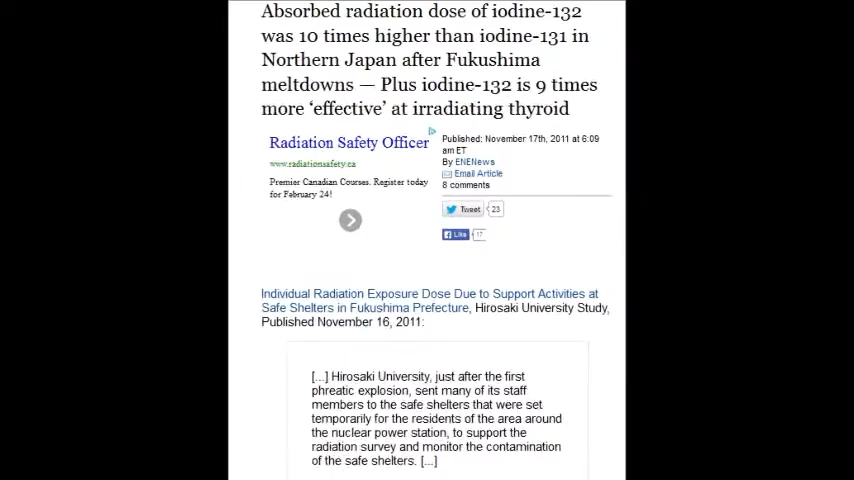 Absorbed radiation dose of iodine-132
was 10 times higher than iodine-131 in
Northern Japan after Fukushima
meltdowns — Plus iodine-132 is 9 times
more ‘effective’ at irradiating thyroid
Radiation Safety Officer
www.radiationsafety.ca
Premier Canadian Courses. Register today
for February 24!
Published: November 17th, 2011 at 6:09
am ET
By ENENews
Email Article
8 comments
Tweet 23
Like 17
Individual Radiation Exposure Dose Due to Support Activities at
Safe Shelters in Fukushima Prefecture, Hirosaki University Study,
Published November 16, 2011:
[...] Hirosaki University, just after the first
phreatic explosion, sent many of its staff
members to the safe shelters that were set
temporarily for the residents of the area around
the nuclear power station, to support the
radiation survey and monitor the contamination
of the safe shelters. [...]